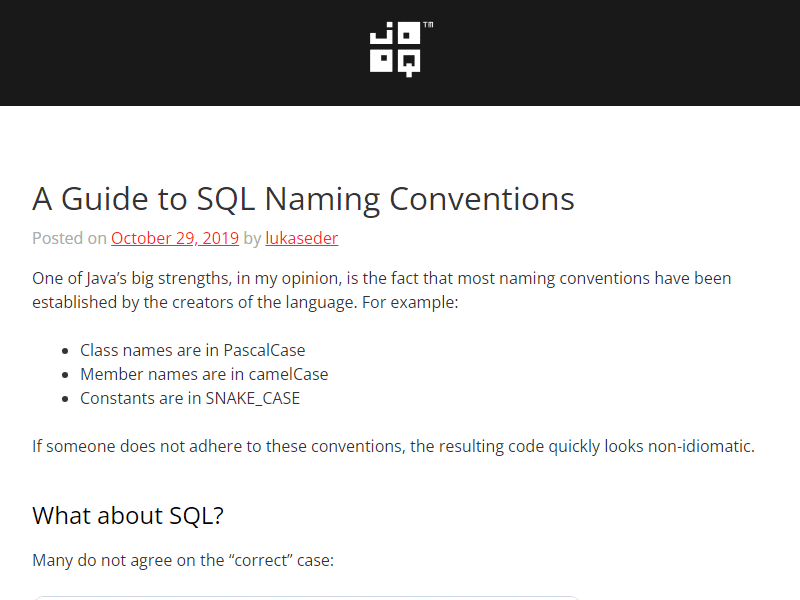 jOOQ™
A Guide to SQL Naming Conventions
Posted on October 29, 2019 by lukaseder
One of Java’s big strengths, in my opinion, is the fact that most naming conventions have been
established by the creators of the language. For example:
Class names are in PascalCase
Member names are in camelCase
Constants are in SNAKE_CASE
If someone does not adhere to these conventions, the resulting code quickly looks non-idiomatic.
What about SQL?
Many do not agree on the “correct” case: